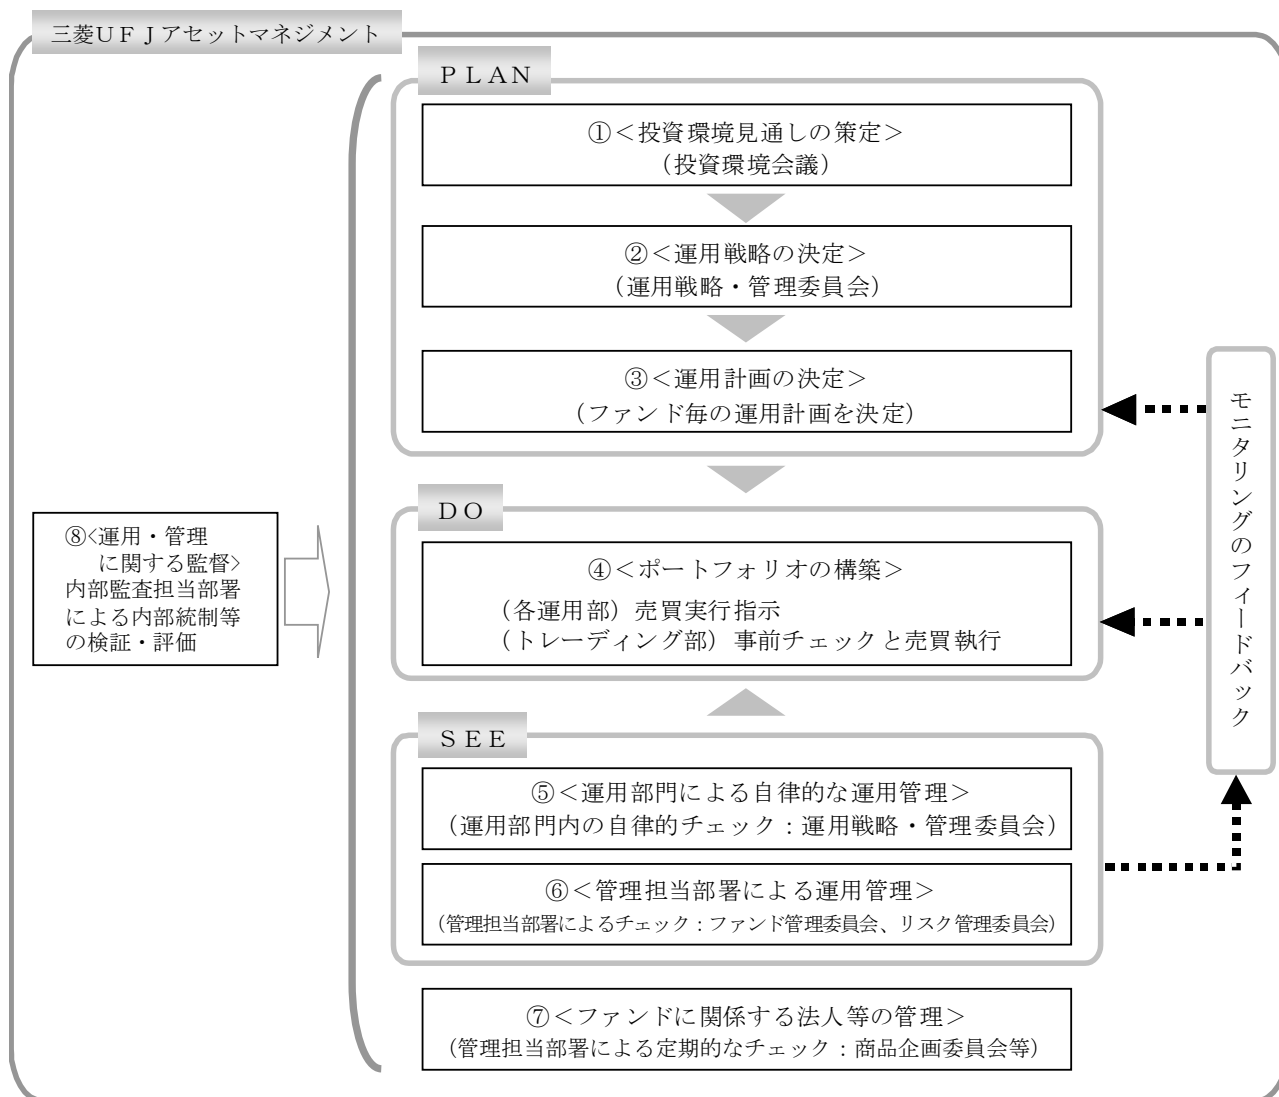 三菱ＵＦＪアセットマネジメント
ＰＬＡＮ
①＜投資環境見通しの策定＞
（投資環境会議）
②＜運用戦略の決定＞
（運用戦略・管理委員会）
③＜運用計画の決定＞
（ファンド毎の運用計画を決定）
ＤＯ
④＜ポートフォリオの構築＞
（各運用部）売買実行指示
（トレーディング部）事前チェックと売買執行
ＳＥＥ
⑤＜運用部門による自律的な運用管理＞
（運用部門内の自律的チェック：運用戦略・管理委員会）
⑥＜管理担当部署による運用管理＞
（管理担当部署によるチェック：ファンド管理委員会、リスク管理委員会）
⑦＜ファンドに関係する法人等の管理＞
（管理担当部署による定期的なチェック：商品企画委員会等）
⑧<運用・管理
に関する監督>
内部監査担当部署
による内部統制等
の検証・評価
モニタリングのフィードバック